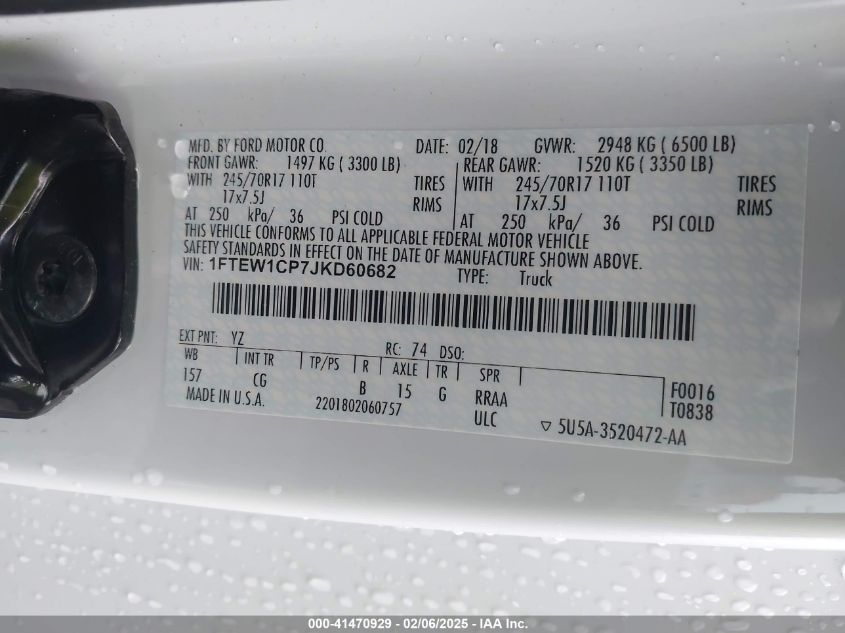 MFD. BY FORD MOTOR CO. DATE: 02/18 GVWR: 2948 KG ( 6500 LB)
FRONT GAWR: 1497 KG ( 3300 LB) REAR GAWR: 1520 KG ( 3350 LB)
WITH 245/70R17 110T TIRES WITH 245/70R17 110T TIRES
17x7.5J RIMS 17x7.5J RIMS
AT 250 kPa/ 36 PSI COLD AT 250 kPa/ 36 PSI COLD
THIS VEHICLE CONFORMS TO ALL APPLICABLE FEDERAL MOTOR VEHICLE
SAFETY STANDARDS IN EFFECT ON THE DATE OF MANUFACTURE SHOWN ABOVE.
VIN: 1FTEW1CP7JKD60682 TYPE: Truck
EXT PNT: YZ RC: 74 DSO:
WB INT TR TP/PS R AXLE TR SPR
157 CG B 15 G RRAA F0016
MADE IN U.S.A. 2201802060757 ULC T0838
▽ 5U5A-3520472-AA
000-41470929 - 02/06/2025 - IAA Inc.